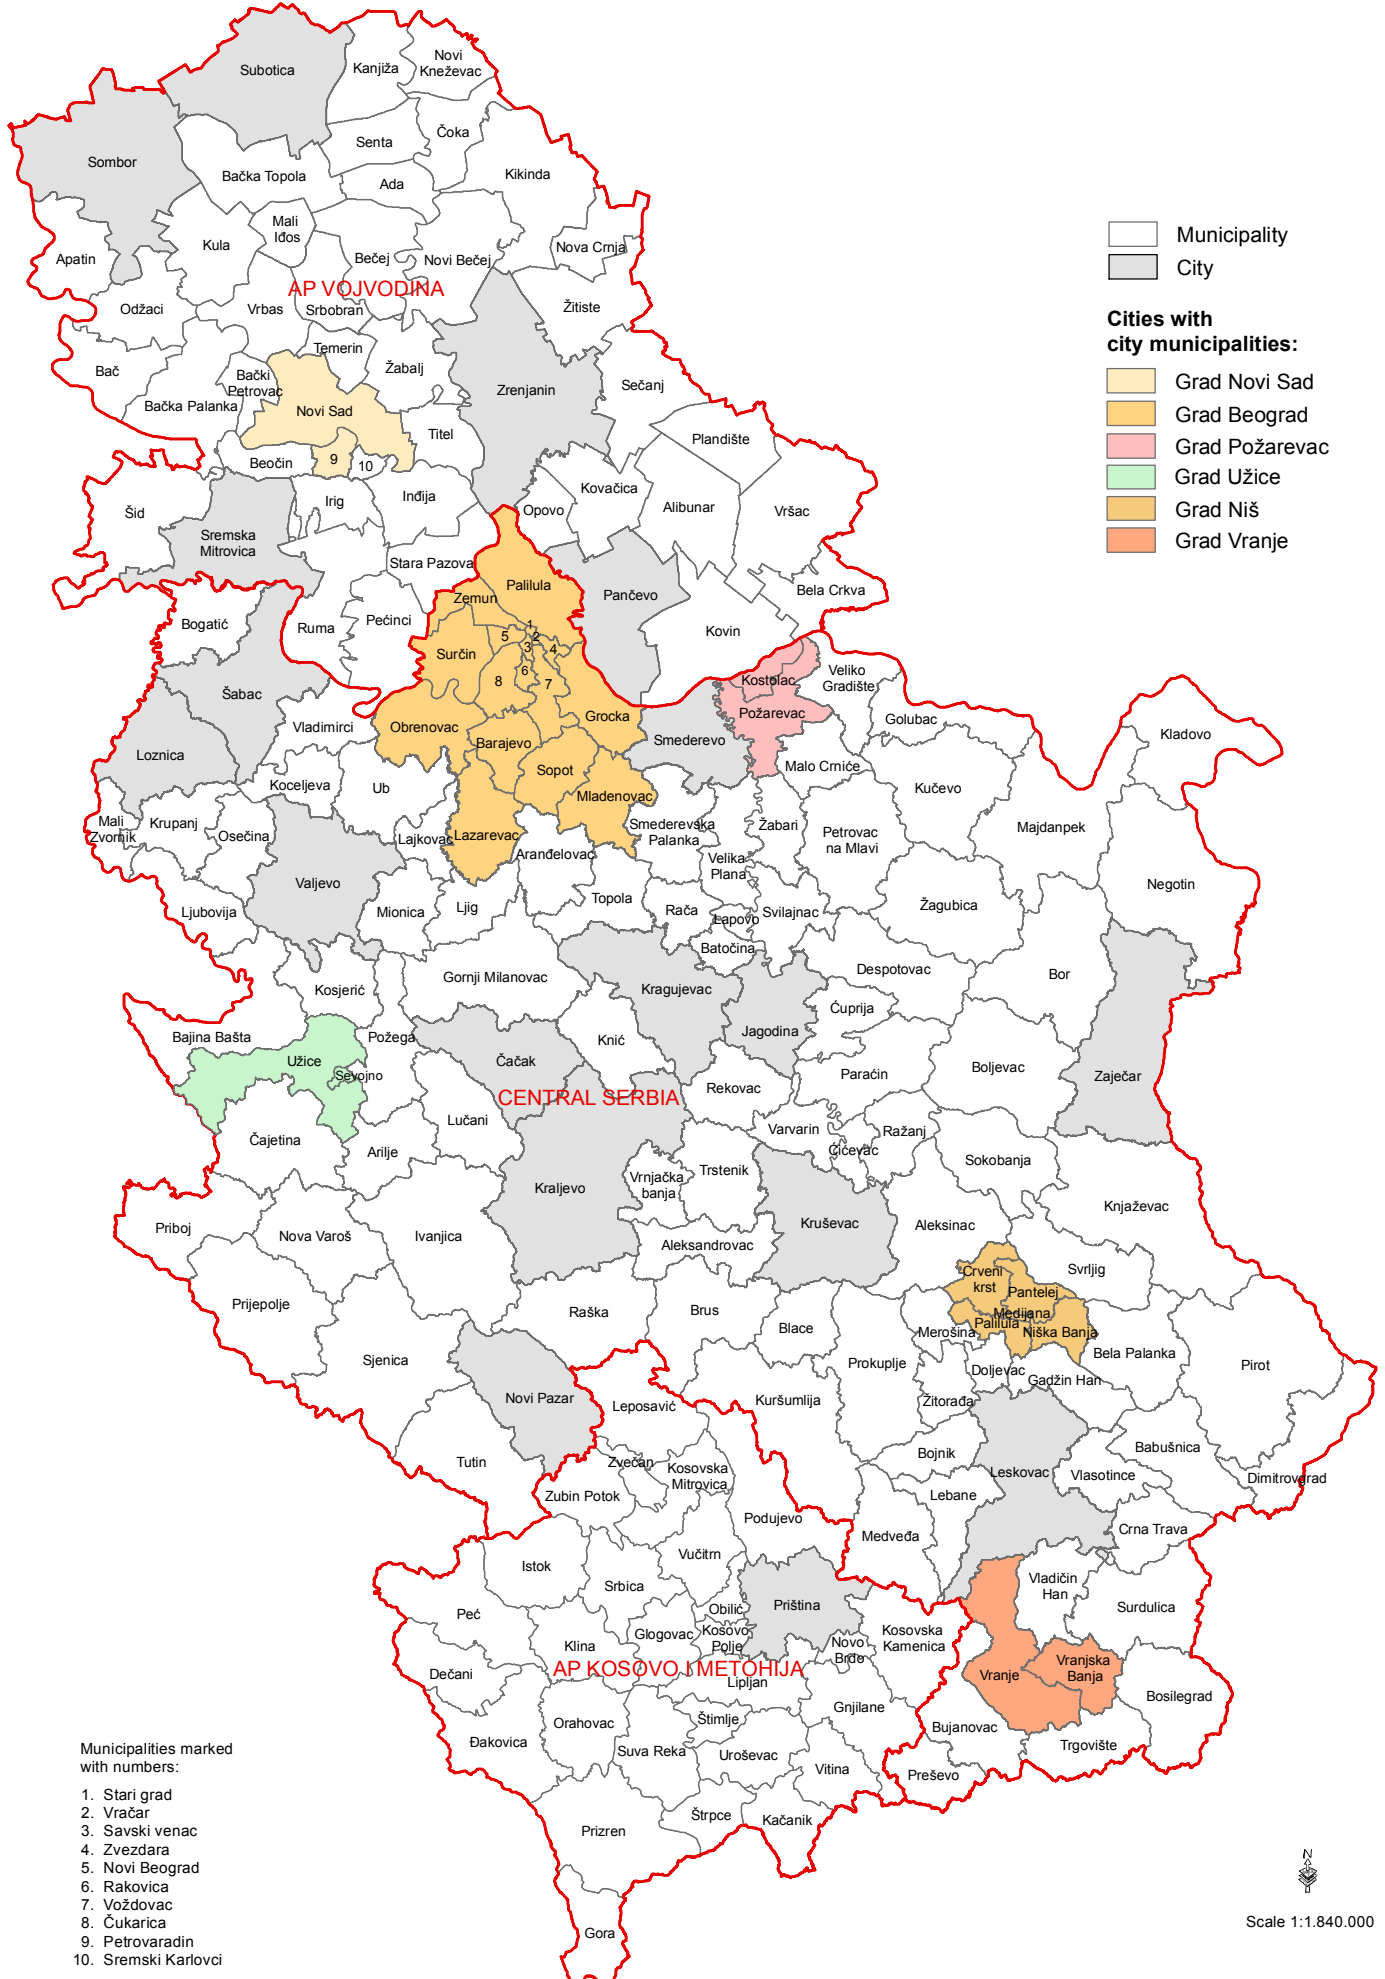 Subotica
Kanjiža
Novi
Kneževac
Sombor
Senta
Čoka
Bačka Topola
Ada
Kikinda
Apatin
Kula
Mali
Iđos
Bečej
Novi Bečej
Nova Crnja
AP VOJVODINA
Odžaci
Vrbas
Srbobran
Žitiste
Temerin
Žabalj
Bač
Bački
Petrovac
Bačka Palanka
Novi Sad
Zrenjanin
Sečanj
Titel
Plandište
Beočin
9
10
Šid
Irig
Inđija
Opovo
Kovačica
Alibunar
Vršac
Sremska
Mitrovica
Stara Pazova
Palilula
Pančevo
Bela Crkva
Zemun
Bogatić
Ruma
Pećinci
Kovin
1
2
3
4
5
6
7
8
Surčin
Šabac
Kostolac
Veliko
Gradište
Vladimirci
Obrenovac
Grocka
Požarevac
Golubac
Kladovo
Loznica
Barajevo
Smederevo
Malo Crniće
Koceljeva
Ub
Sopot
Mladenovac
Kučevo
Mali
Zvornik
Krupanj
Osečina
Lajkovac
Lazarevac
Smederevska
Palanka
Žabari
Petrovac
na Mlavi
Majdanpek
Aranđelovac
Velika
Plana
Valjevo
Negotin
Ljubovija
Mionica
Ljig
Topola
Rača
Lapovo
Svilajnac
Žagubica
Batočina
Gornji Milanovac
Despotovac
Bor
Kosjerić
Kragujevac
Ćuprija
Bajina Bašta
Požega
Knić
Jagodina
Užice
Čačak
Sevojno
Rekovac
Paraćin
Boljevac
Zaječar
CENTRAL SERBIA
Lučani
Varvarin
Ražanj
Čajetina
Arilje
Ćićevac
Sokobanja
Vrnjačka
banja
Trstenik
Kraljevo
Knjaževac
Priboj
Nova Varoš
Ivanjica
Kruševac
Aleksinac
Aleksandrovac
Svrljig
Crveni
krst
Pantelej
Prijepolje
Raška
Brus
Blace
Medijana
Palilula
Niška Banja
Merošina
Sjenica
Prokuplje
Bela Palanka
Pirot
Doljevac
Gadžin Han
Novi Pazar
Leposavić
Kuršumlija
Žitorađa
Tutin
Zvečan
Kosovska
Mitrovica
Bojnik
Babušnica
Leskovac
Vlasotince
Dimitrovgrad
Zubin Potok
Lebane
Podujevo
Medveđa
Crna Trava
Istok
Vučitrn
Srbica
Vladičin
Han
Priština
Obilić
Surdulica
Peć
Glogovac
Kosovo
Polje
Klina
Novo
Brdo
Kosovska
Kamenica
AP KOSOVO I METOHIJA
Dečani
Lipljan
Vranje
Vranjska
Banja
Bosilegrad
Gnjilane
Orahovac
Štimlje
Bujanovac
Đakovica
Suva Reka
Uroševac
Vitina
Trgovište
Preševo
Štrpce
Kačanik
Prizren
Gora
Municipality
City
Cities with
city municipalities:
Grad Novi Sad
Grad Beograd
Grad Požarevac
Grad Užice
Grad Niš
Grad Vranje
Municipalities marked
with numbers:
1. Stari grad
2. Vračar
3. Savski venac
4. Zvezdara
5. Novi Beograd
6. Rakovica
7. Voždovac
8. Čukarica
9. Petrovaradin
10. Sremski Karlovci
N
Scale 1:1.840.000